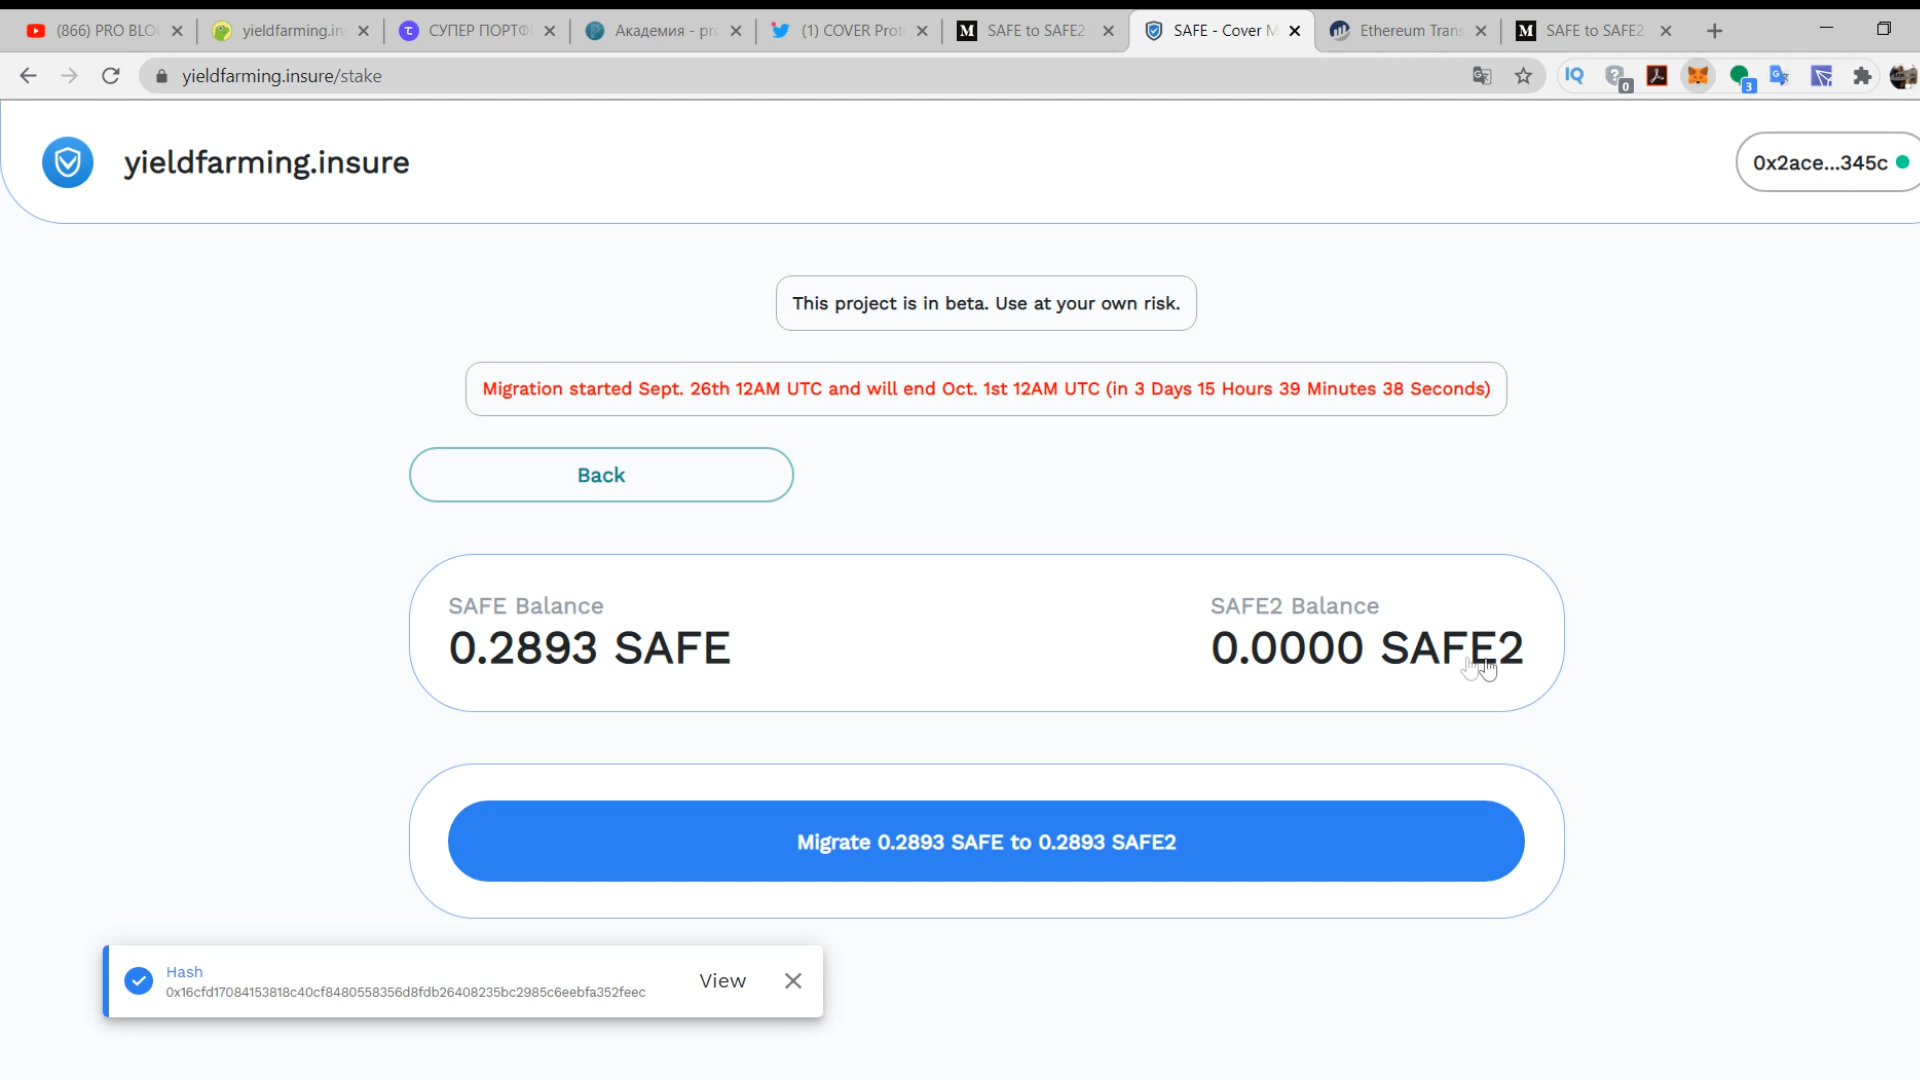 (866) PRO BLO
yieldfarming.in
СУПЕР ПОРТФ
Академия - pr
(1) COVER Prot
SAFE to SAFE2
SAFE - Cover M
Ethereum Trans
SAFE to SAFE2
yieldfarming.insure/stake
IQ
0
3
yieldfarming.insure
0x2ace...345c
This project is in beta. Use at your own risk.
Migration started Sept. 26th 12AM UTC and will end Oct. 1st 12AM UTC (in 3 Days 15 Hours 39 Minutes 38 Seconds)
Back
SAFE Balance
0.2893 SAFE
SAFE2 Balance
0.0000 SAFE2
Migrate 0.2893 SAFE to 0.2893 SAFE2
Hash
0x16cfd17084153818c40cf8480558356d8fdb26408235bc2985c6eebfa352feec
View